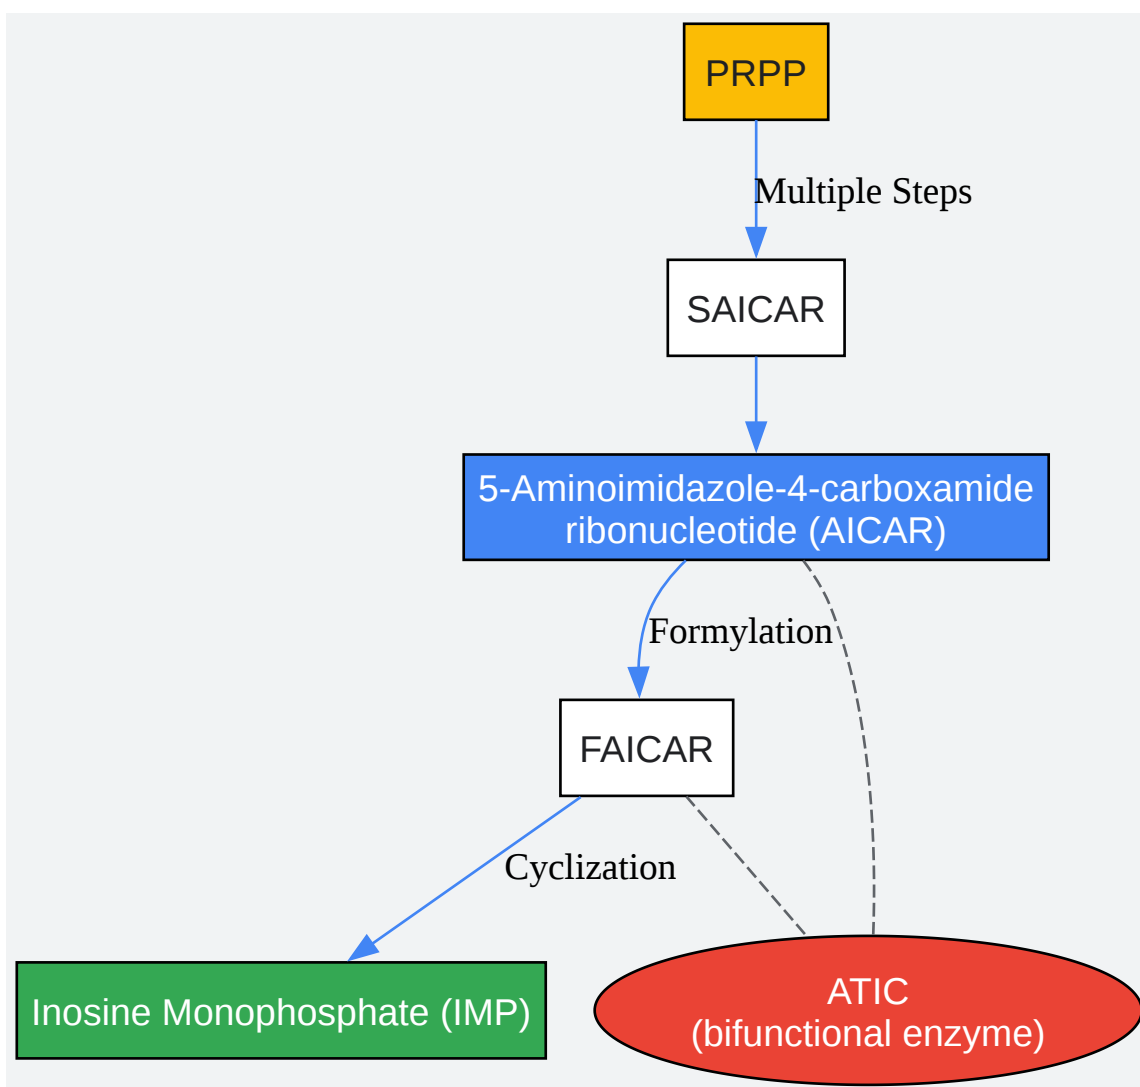 PRPP
Multiple Steps
SAICAR
5-Aminoimidazole-4-carboxamide
ribonucleotide (AICAR)
Formylation
FAICAR
Cyclization
Inosine Monophosphate (IMP)
ATIC
(bifunctional enzyme)